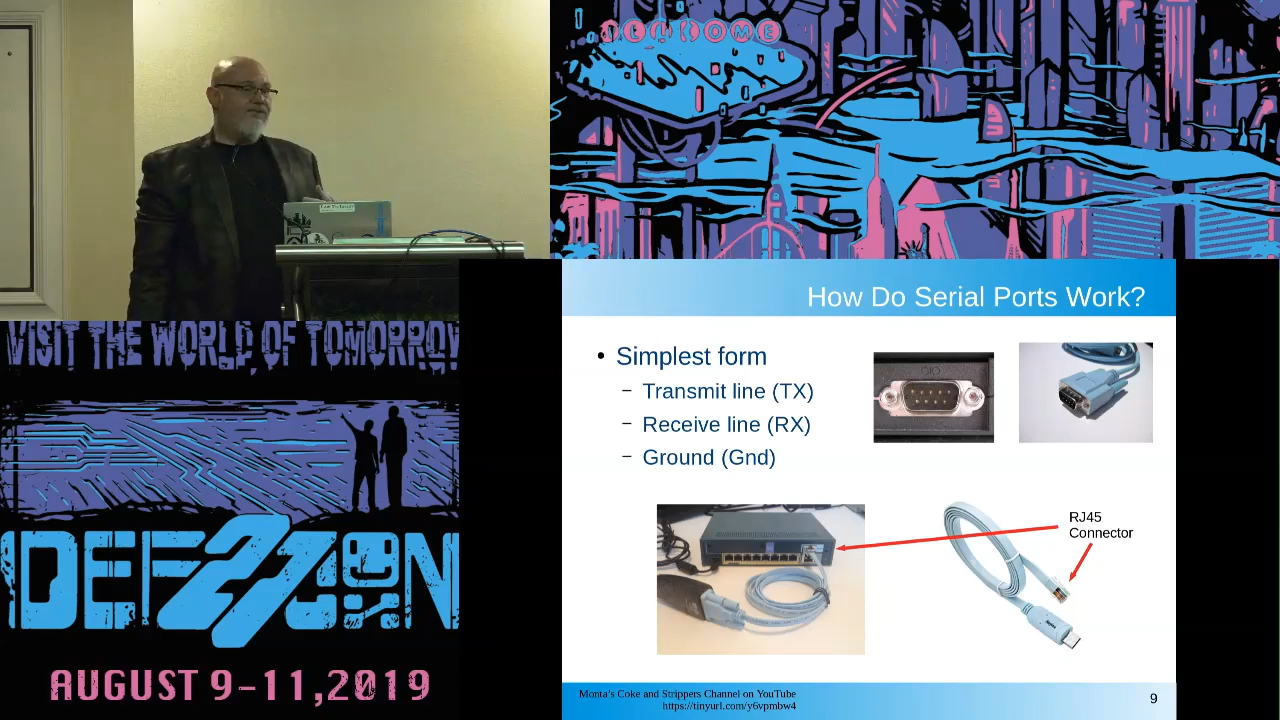 WELCOME
How Do Serial Ports Work?
• Simplest form
– Transmit line (TX)
– Receive line (RX)
– Ground (Gnd)
RJ45
Connector
VISIT THE WORLD OF TOMORROW
DEF 27 CON
AUGUST 9-11,2019
Monta's Coke and Strippers Channel on YouTube
https://tinyurl.com/y6vpmbw4
9